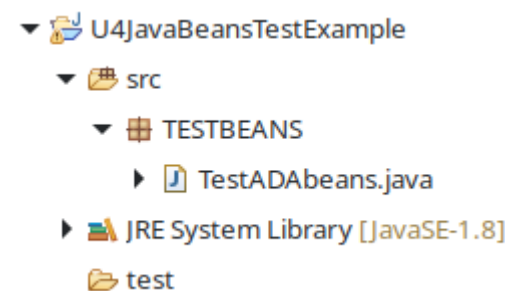 U4JavaBeansTestExample
src
TESTBEANS
TestADAbeans.java
JRE System Library [JavaSE-1.8]
test